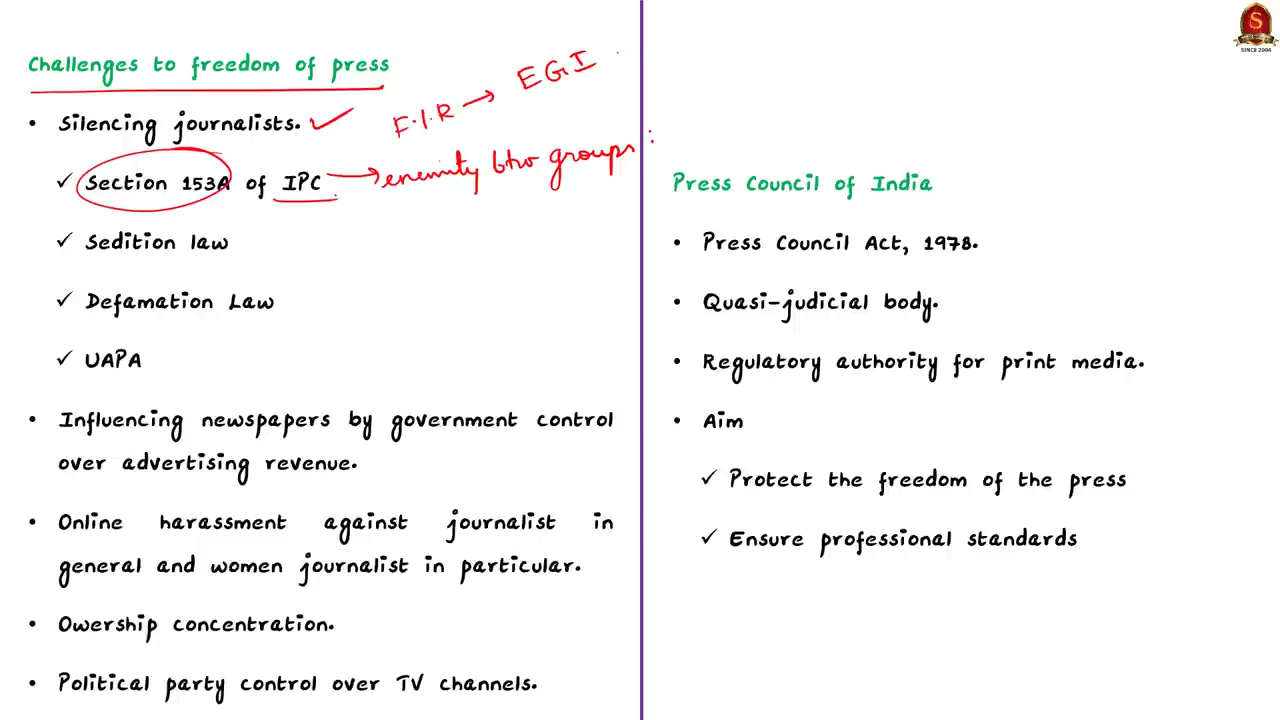 SINCE 2004
Challenges to freedom of press
• Silencing journalists. ✓
F.I.R → EGI
✓ Section 153A of IPC → enemity btw groups :
✓ Sedition law
✓ Defamation Law
✓ UAPA
• Influencing newspapers by government control
over advertising revenue.
• Online harassment against journalist in
general and women journalist in particular.
• Owership concentration.
• Political party control over TV channels.
Press Council of India
• Press Council Act, 1978.
• Quasi-judicial body.
• Regulatory authority for print media.
• Aim
✓ Protect the freedom of the press
✓ Ensure professional standards